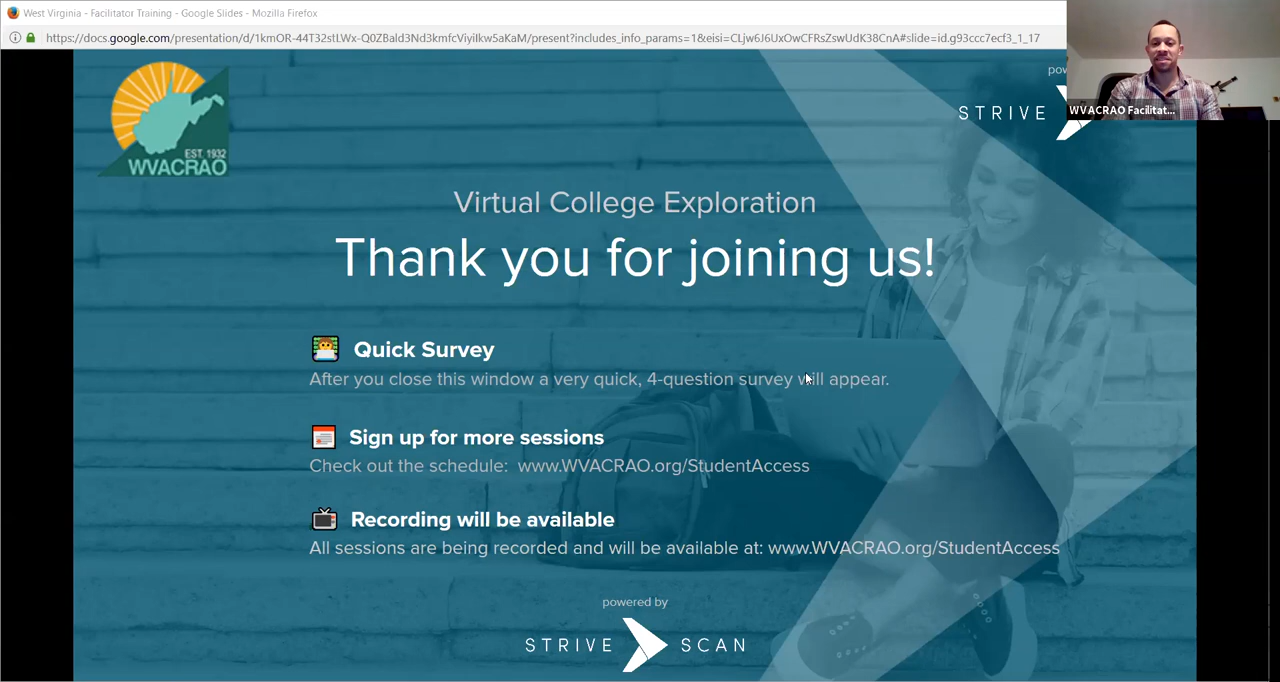 West Virginia - Facilitator Training - Google Slides - Mozilla Firefox
https://docs.google.com/presentation/d/1kmOR-44T32stLWx-Q0ZBald3Nd3kmfcViyiIkw5aKaM/present?includes_info_params=1&eisi=CLjw6J6UxOwCFRsZswUdK38CnA#slide=id.g93ccc7ecf3_1_17
WVACRAO Facilitat...
pow
STRIVE
EST. 1932
WVACRAO
Virtual College Exploration
Thank you for joining us!
Quick Survey
After you close this window a very quick, 4-question survey will appear.
Sign up for more sessions
Check out the schedule: www.WVACRAO.org/StudentAccess
Recording will be available
All sessions are being recorded and will be available at: www.WVACRAO.org/StudentAccess
powered by
STRIVE SCAN